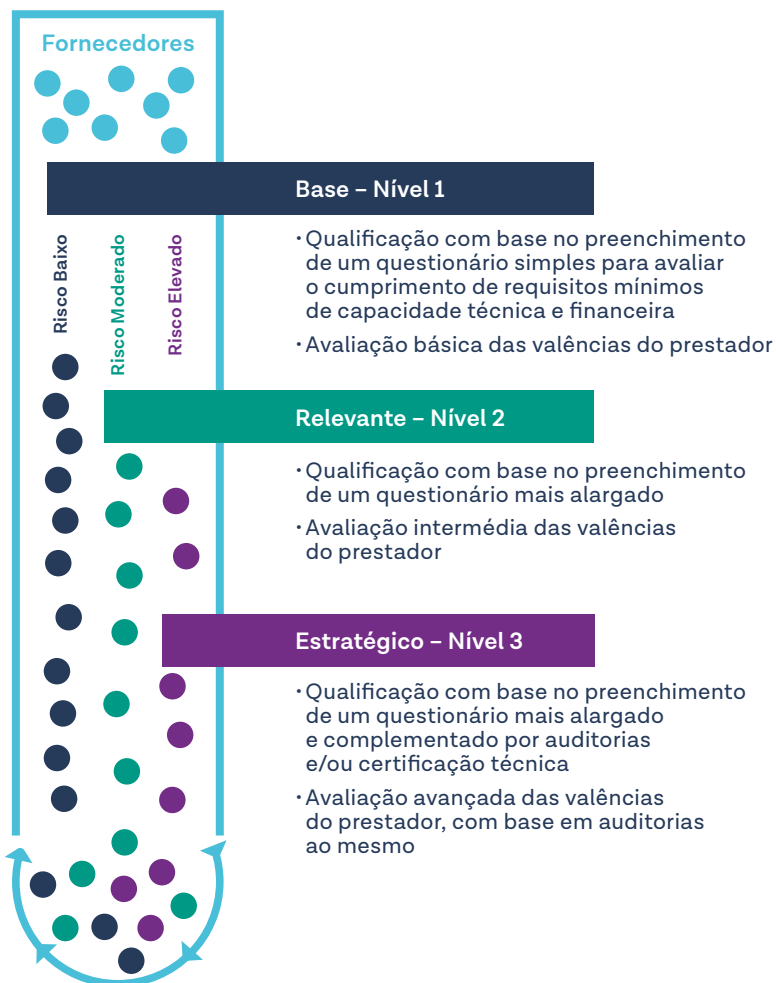 Fornecedores
Base – Nível 1
Risco Baixo
Risco Moderado
Risco Elevado
·Qualificação com base no preenchimento
de um questionário simples para avaliar
o cumprimento de requisitos mínimos
de capacidade técnica e financeira
·Avaliação básica das valências do prestador
Relevante – Nível 2
·Qualificação com base no preenchimento
de um questionário mais alargado
·Avaliação intermédia das valências
do prestador
Estratégico – Nível 3
·Qualificação com base no preenchimento
de um questionário mais alargado
e complementado por auditorias
e/ou certificação técnica
·Avaliação avançada das valências
do prestador, com base em auditorias
ao mesmo